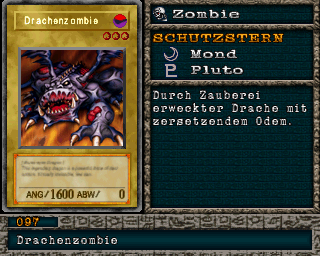 Drachenzombie
ANG/ 1600 ABW/ 0
Zombie
SCHUTZSTERN
Mond
Pluto
Durch Zauberei
erweckter Drache mit
zersetzendem Odem.
097
Drachenzombie